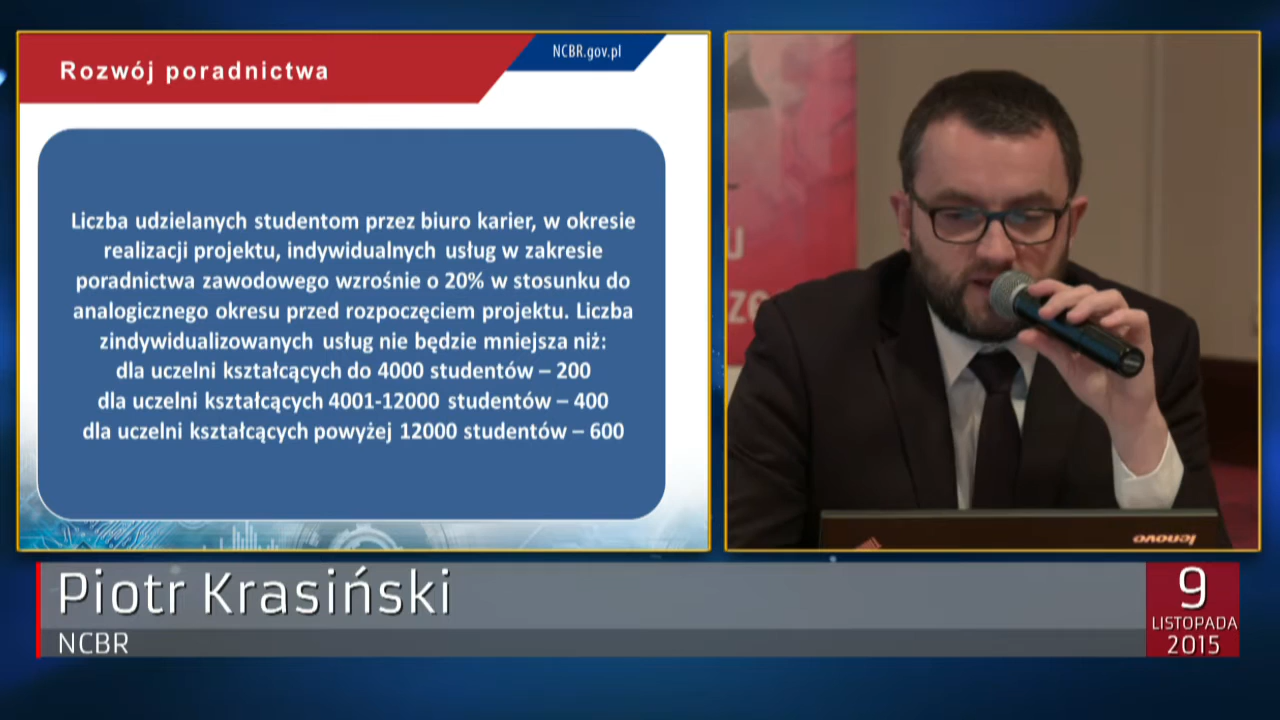 Rozwój poradnictwa
NCBR.gov.pl
Liczba udzielanych studentom przez biuro karier, w okresie
realizacji projektu, indywidualnych usług w zakresie
poradnictwa zawodowego wzrośnie o 20% w stosunku do
analogicznego okresu przed rozpoczęciem projektu. Liczba
zindywidualizowanych usług nie będzie mniejsza niż:
dla uczelni kształcących do 4000 studentów – 200
dla uczelni kształcących 4001-12000 studentów – 400
dla uczelni kształcących powyżej 12000 studentów – 600
lenovo
Piotr Krasiński
NCBR
9
LISTOPADA
2015